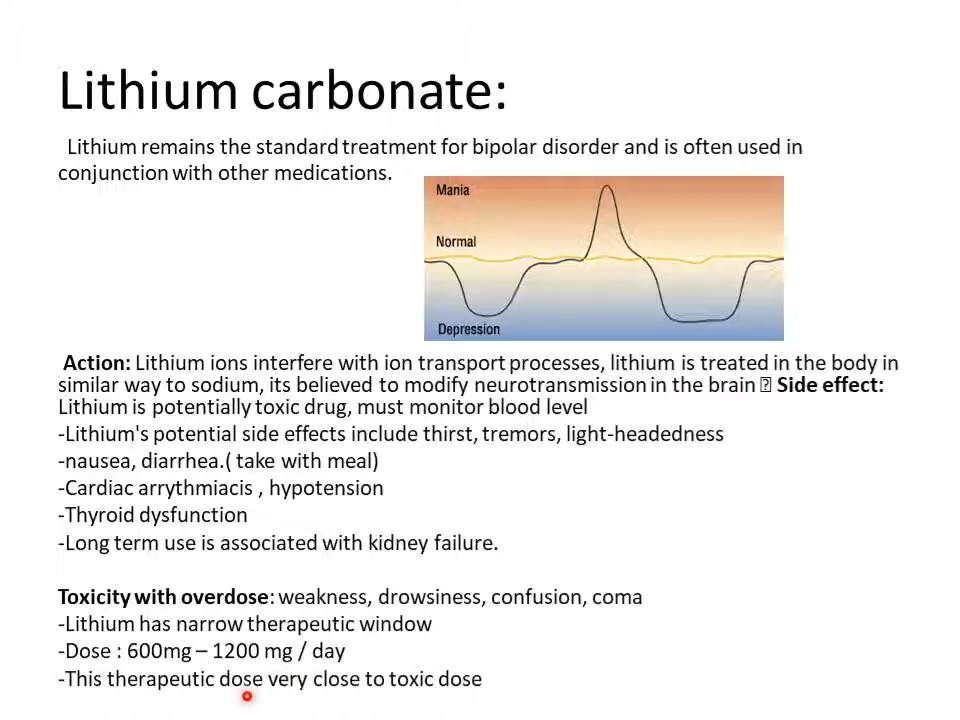 Lithium carbonate:
Lithium remains the standard treatment for bipolar disorder and is often used in
conjunction with other medications.
Mania
Normal
Depression
Action: Lithium ions interfere with ion transport processes, lithium is treated in the body in
similar way to sodium, its believed to modify neurotransmission in the brain Side effect:
Lithium is potentially toxic drug, must monitor blood level
-Lithium's potential side effects include thirst, tremors, light-headedness
-nausea, diarrhea.( take with meal)
-Cardiac arrythmiacis , hypotension
-Thyroid dysfunction
-Long term use is associated with kidney failure.
Toxicity with overdose: weakness, drowsiness, confusion, coma
-Lithium has narrow therapeutic window
-Dose : 600mg – 1200 mg / day
-This therapeutic dose very close to toxic dose